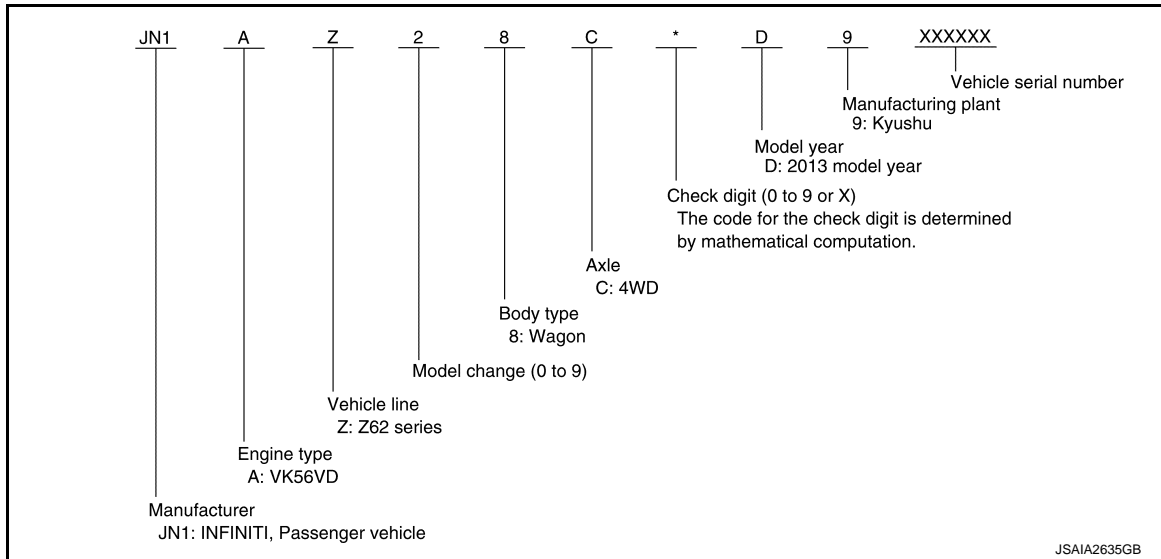 JN1 A Z 2 8 C * D 9 XXXXXX
Vehicle serial number
Manufacturing plant
9: Kyushu
Model year
D: 2013 model year
Check digit (0 to 9 or X)
The code for the check digit is determined
by mathematical computation.
Axle
C: 4WD
Body type
8: Wagon
Model change (0 to 9)
Vehicle line
Z: Z62 series
Engine type
A: VK56VD
Manufacturer
JN1: INFINITI, Passenger vehicle
JSAIA2635GB